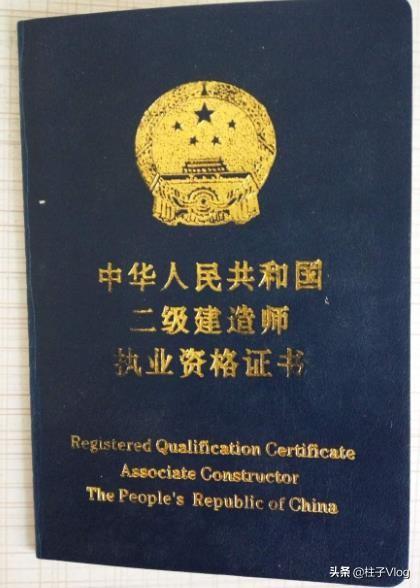 中华人民共和国
二级建造师
执业资格证书
Registered Qualification Certificate
Associate Constructor
The People's Republic of China
头条 @柱子Vlog